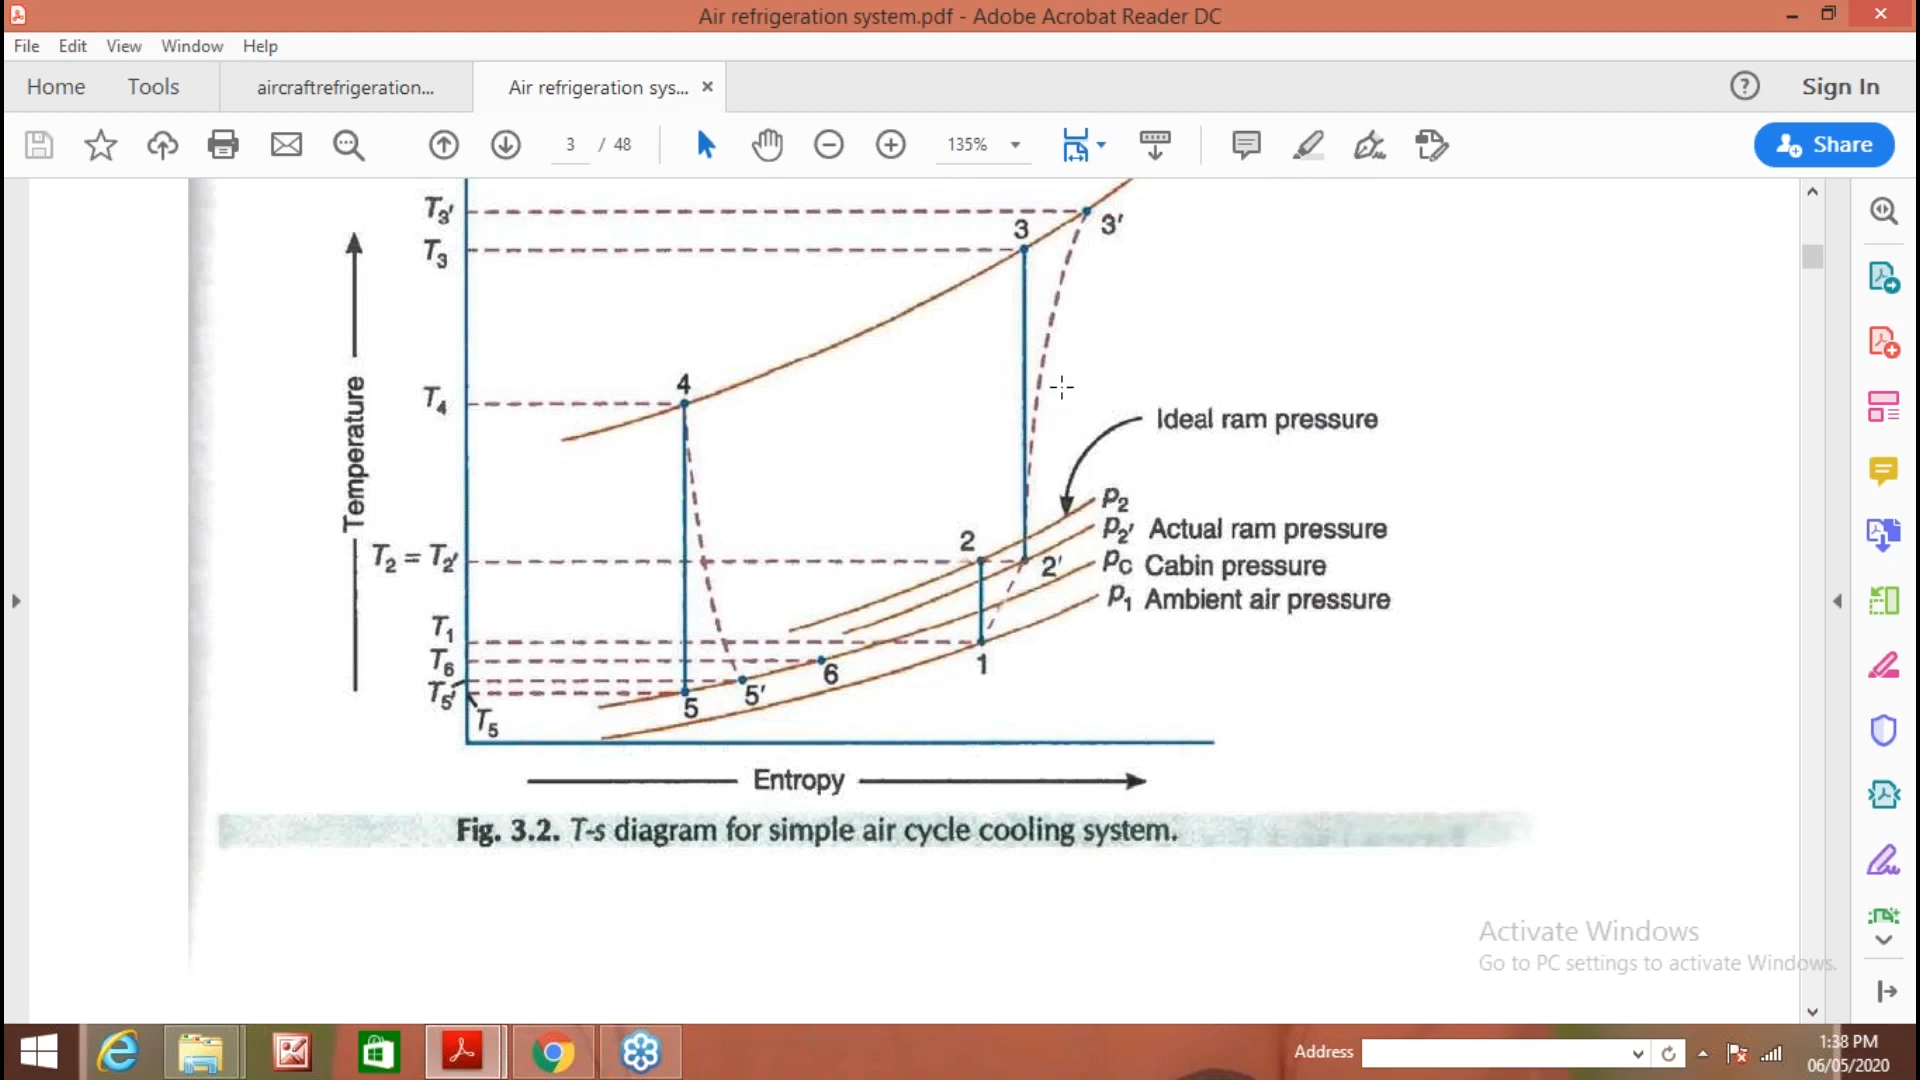 Air refrigeration system.pdf - Adobe Acrobat Reader DC
File Edit View Window Help
Home Tools aircraftrefrigeration... Air refrigeration sys... × Sign In
3 / 48 135% Share
T3′
T3
3
3′
4
T4
Temperature
Ideal ram pressure
p2
p2′ Actual ram pressure
2
T2 = T2′
2′
pC Cabin pressure
p1 Ambient air pressure
T1
T6
6
1
T5′
5
5′
T5
Entropy
Fig. 3.2. T-s diagram for simple air cycle cooling system.
Activate Windows
Go to PC settings to activate Windows.
Address
1:38 PM
06/05/2020